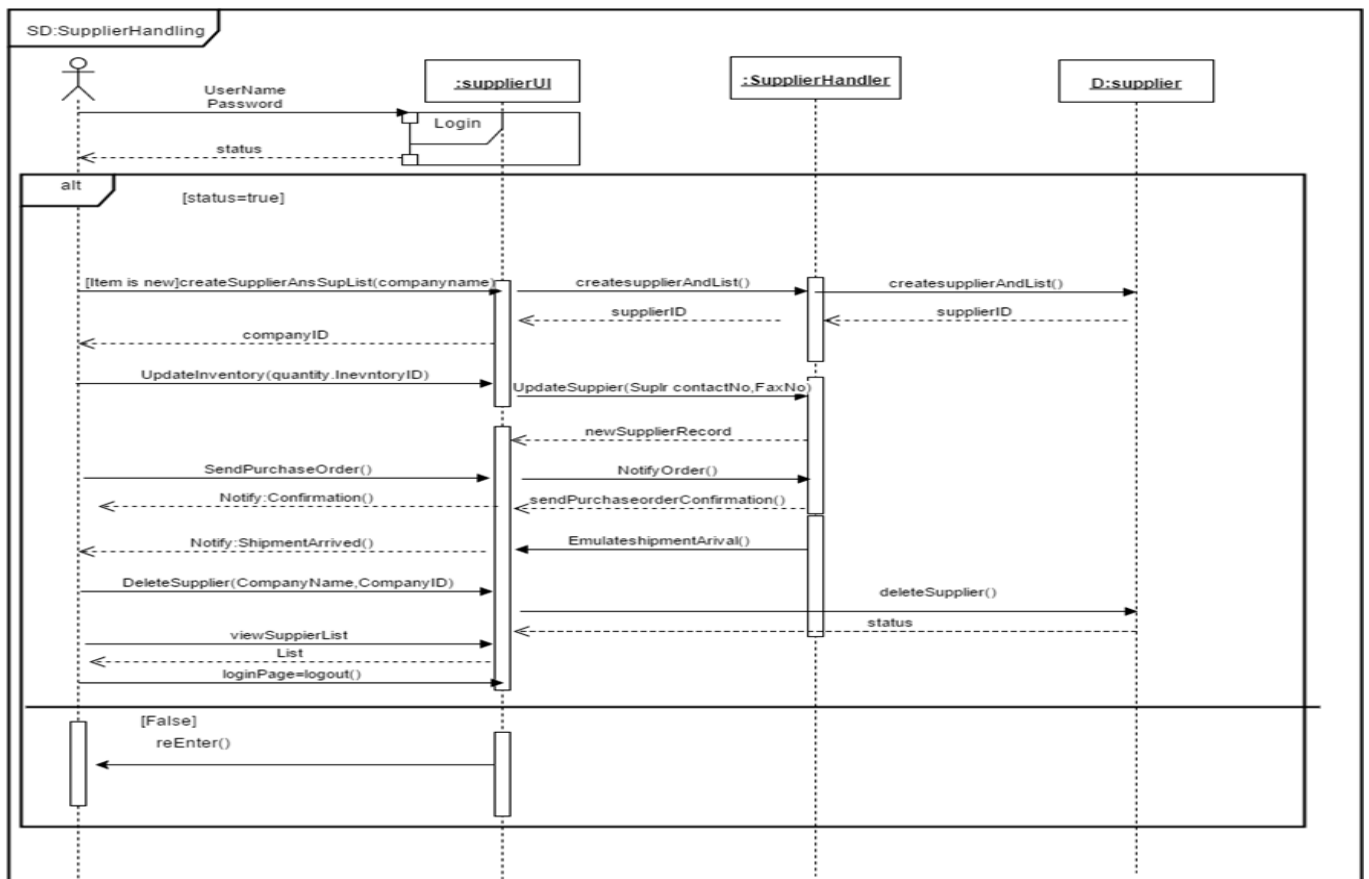 SD:SupplierHandling
:supplierUI
:SupplierHandler
D:supplier
UserName
Password
Login
status
alt
[status=true]
[Item is new]createSupplierAnsSupList(companyname)
createsupplierAndList()
createsupplierAndList()
supplierID
supplierID
companyID
UpdateInventory(quantity.InevntoryID)
UpdateSuppier(Suplr contactNo,FaxNo)
newSupplierRecord
SendPurchaseOrder()
NotifyOrder()
Notify:Confirmation()
sendPurchaseorderConfirmation()
Notify:ShipmentArrived()
EmulateshipmentArival()
DeleteSupplier(CompanyName,CompanyID)
deleteSupplier()
status
viewSuppierList
List
loginPage=logout()
[False]
reEnter()